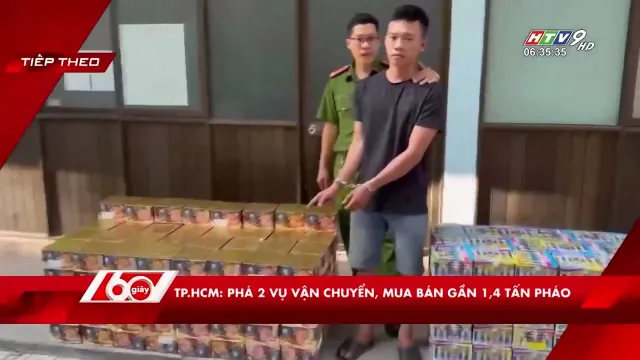 TIẾP THEO
HTV9 HD
06:35:35
60 giây
TP.HCM: PHÁ 2 VỤ VẬN CHUYỂN, MUA BÁN GẦN 1,4 TẤN PHÁO